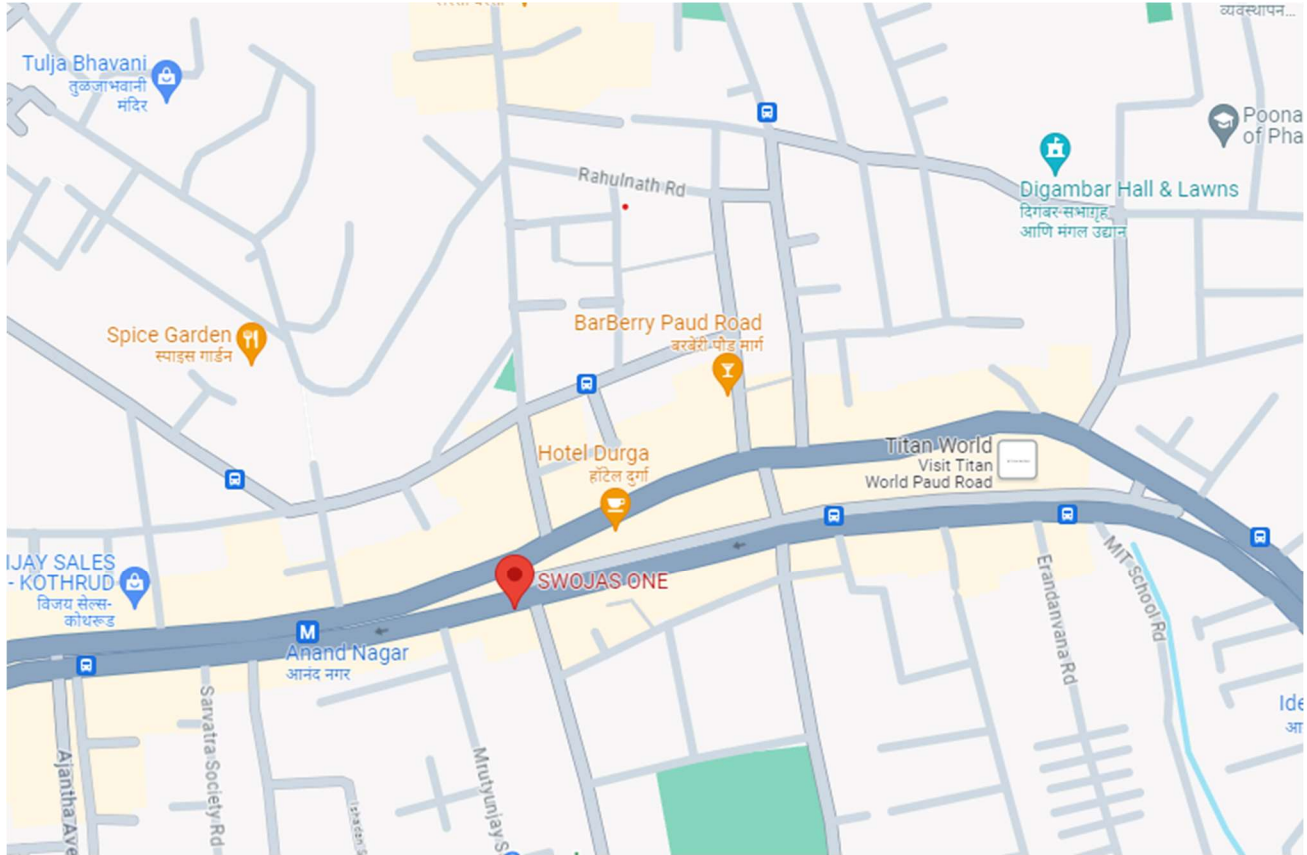 व्यवस्थापन...
Tulja Bhavani
तुळजाभवानी
मंदिर
Poona
of Pha
Rahulnath Rd
Digambar Hall & Lawns
दिगंबर सभागृह
आणि मंगल उद्यान
Spice Garden
स्पाइस गार्डन
BarBerry Paud Road
बरबेरी पौड मार्ग
Hotel Durga
हॉटेल दुर्गा
Titan World
Visit Titan
World Paud Road
IJAY SALES
- KOTHRUD
विजय सेल्स-
कोथरूड
SWOJAS ONE
M
Anand Nagar
आनंद नगर
Erandanvana Rd
MIT School Rd
Sarvatra Society Rd
Ajantha Ave
Mrutyunjay S
Ishadan S
Ide
आ